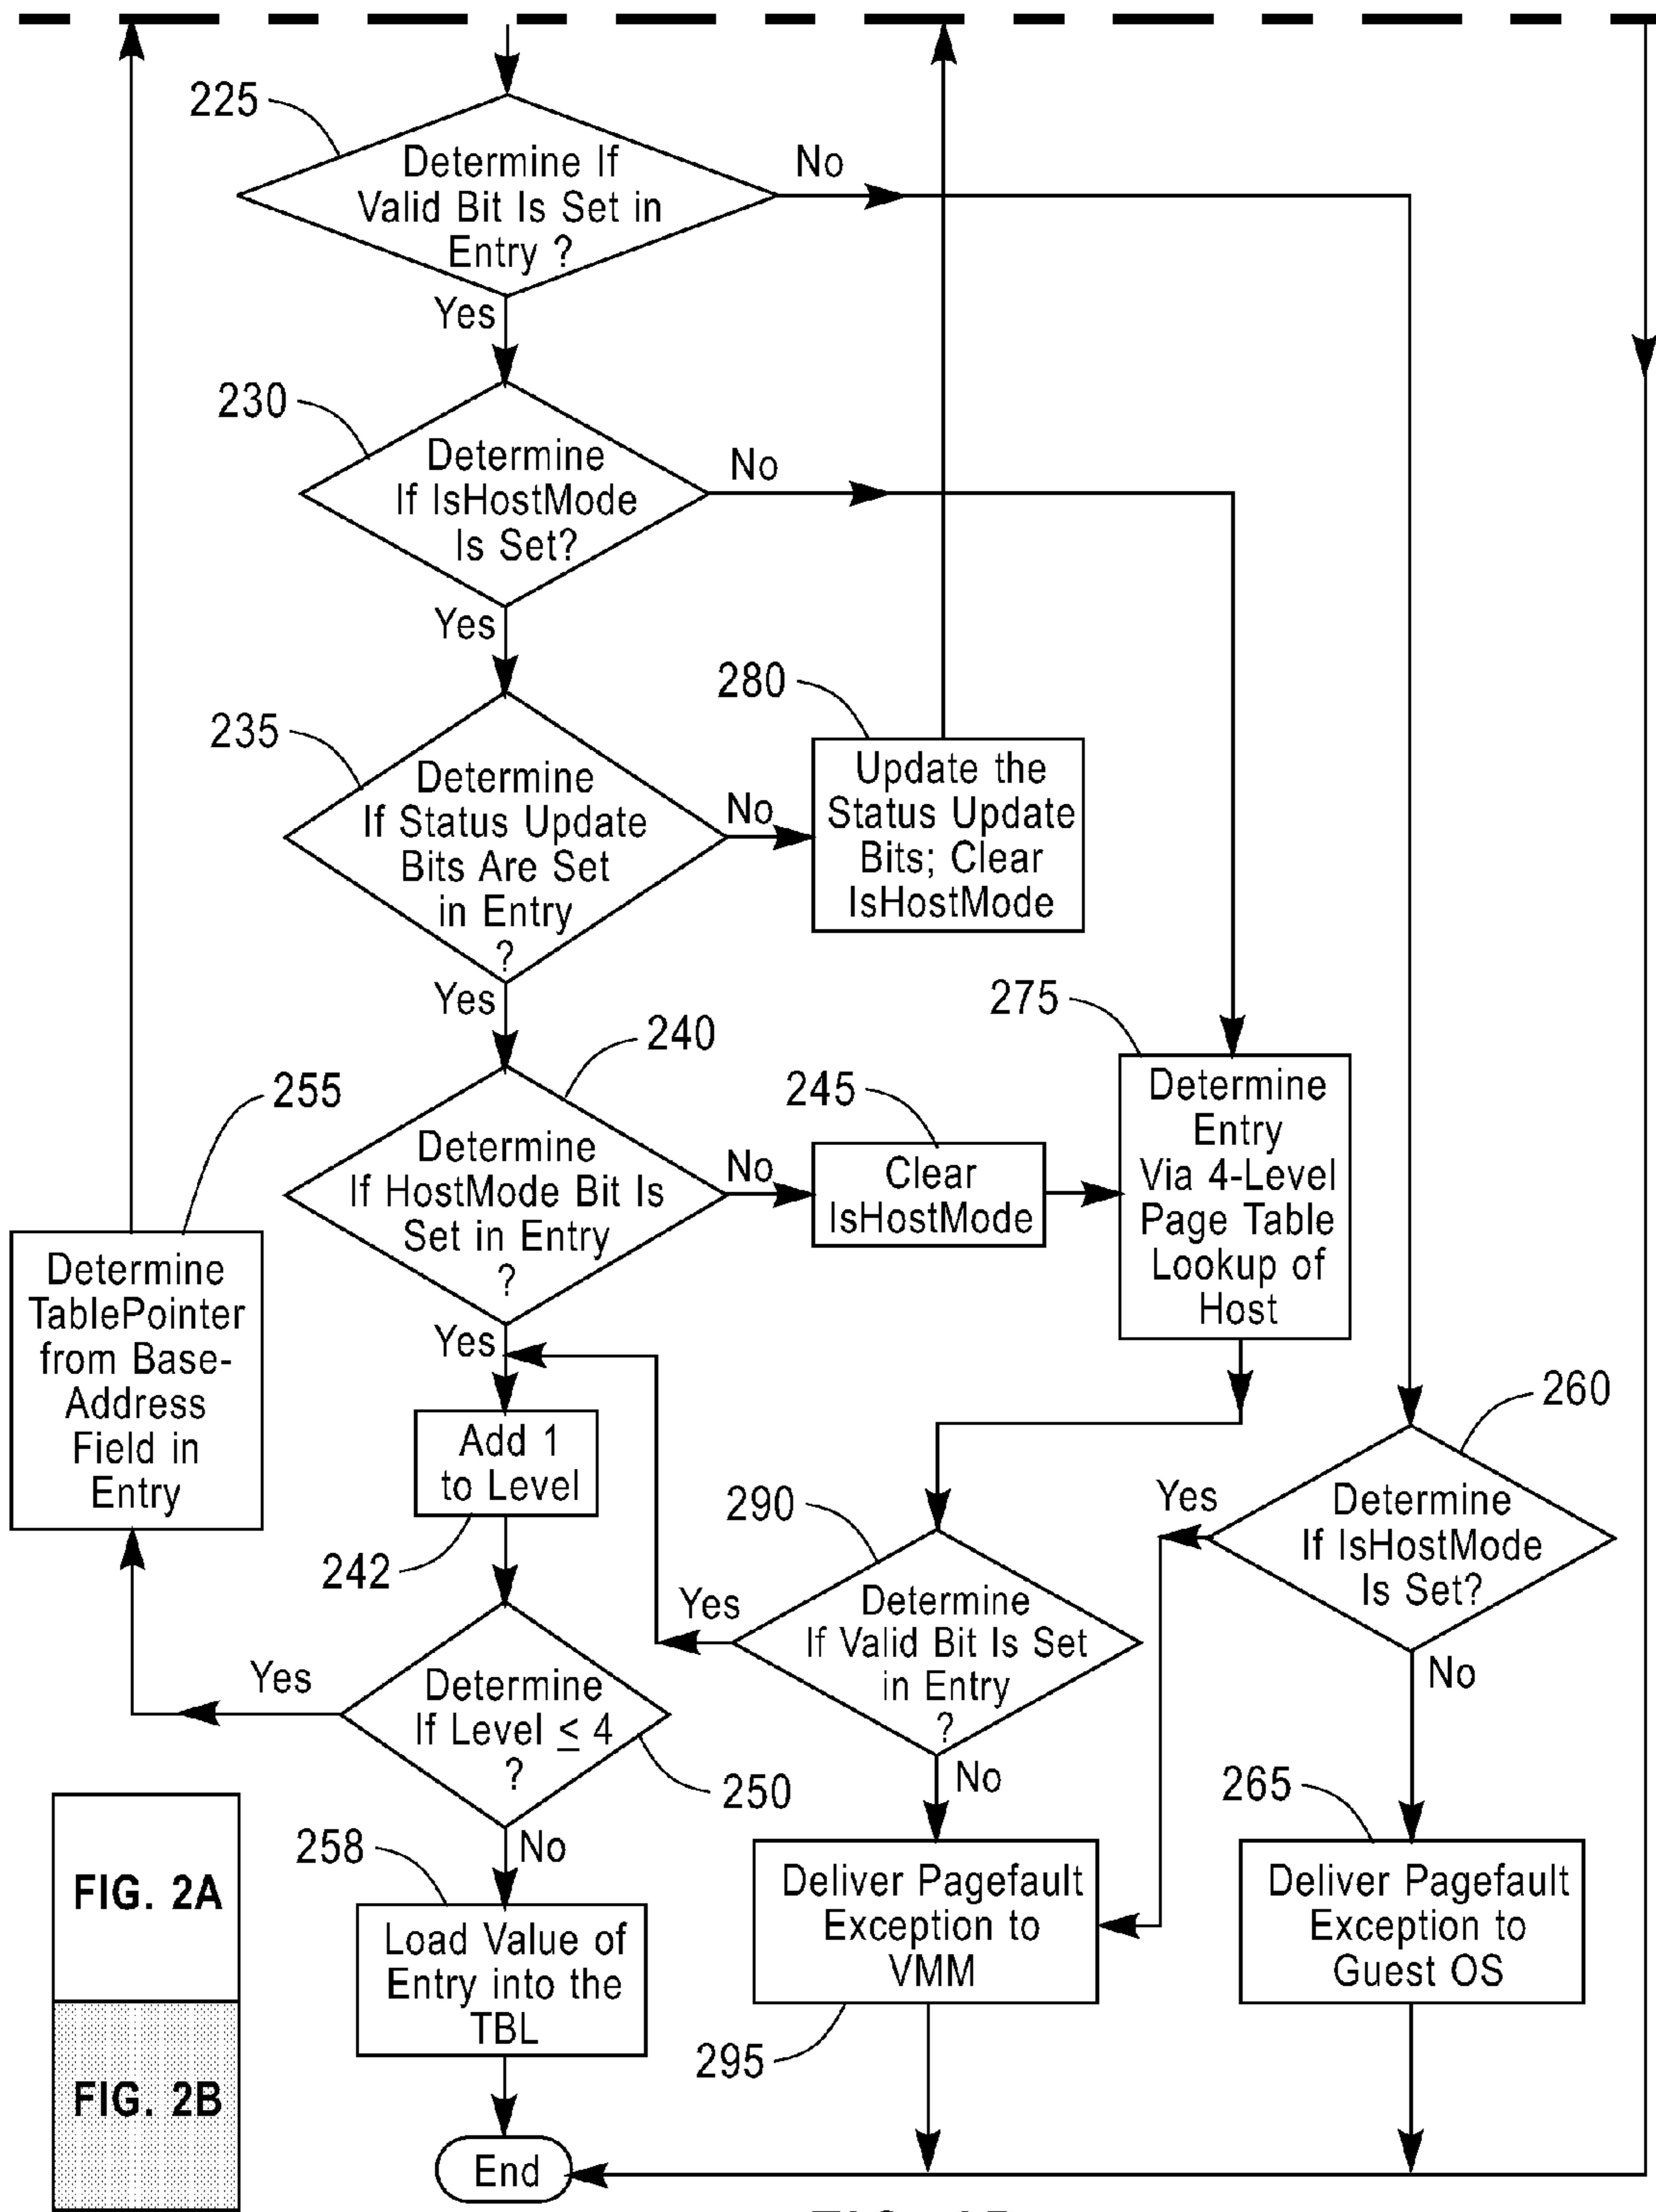 225
Determine If
Valid Bit Is Set in
Entry ?
No
Yes
230
Determine
If IsHostMode
Is Set?
No
Yes
235
Determine
If Status Update
Bits Are Set
in Entry
?
No
Yes
280
Update the
Status Update
Bits; Clear
IsHostMode
240
Determine
If HostMode Bit Is
Set in Entry
?
No
Yes
245
Clear
IsHostMode
275
Determine
Entry
Via 4-Level
Page Table
Lookup of
Host
255
Determine
TablePointer
from Base-
Address
Field in
Entry
Add 1
to Level
242
290
Determine
If Valid Bit Is Set
in Entry
?
Yes
No
260
Determine
If IsHostMode
Is Set?
Yes
No
Determine
If Level ≤ 4
?
250
Yes
No
258
Load Value of
Entry into the
TBL
Deliver Pagefault
Exception to
VMM
295
265
Deliver Pagefault
Exception to
Guest OS
End
FIG. 2A
FIG. 2B